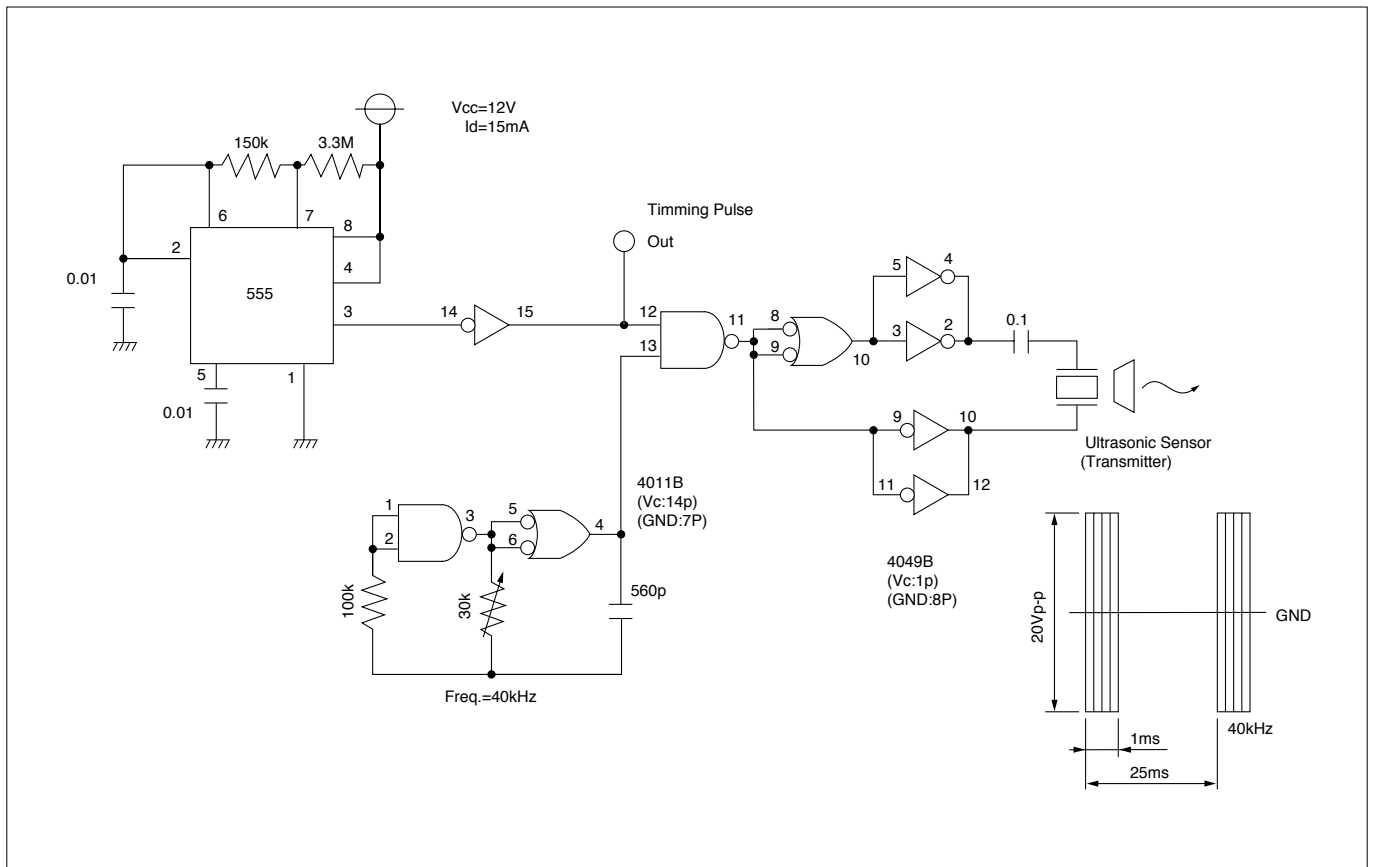 Vcc=12V
Id=15mA
150k
3.3M
6
7
8
2
4
0.01
555
3
5
1
0.01
Timming Pulse
Out
14
15
12
13
11
8
9
10
5
4
3
2
0.1
9
10
11
12
Ultrasonic Sensor
(Transmitter)
4011B
(Vc:14p)
(GND:7P)
1
2
3
5
6
4
100k
30k
560p
Freq.=40kHz
4049B
(Vc:1p)
(GND:8P)
20Vp-p
GND
40kHz
1ms
25ms